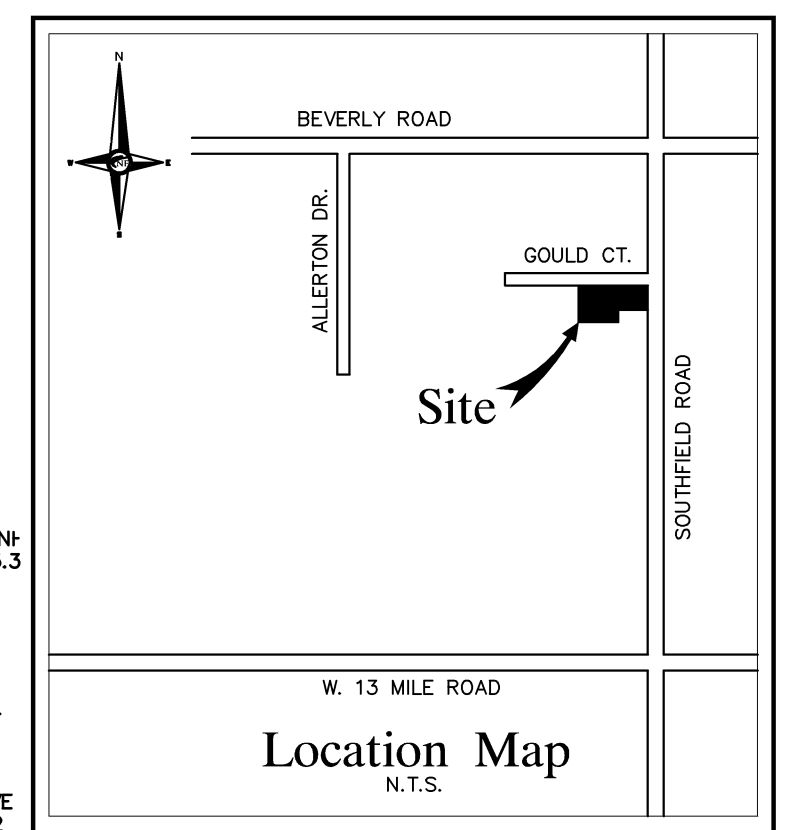 N
BEVERLY ROAD
W
E
ALLERTON DR.
GOULD CT.
Site
SOUTHFIELD ROAD
W. 13 MILE ROAD
Location Map
N.T.S.